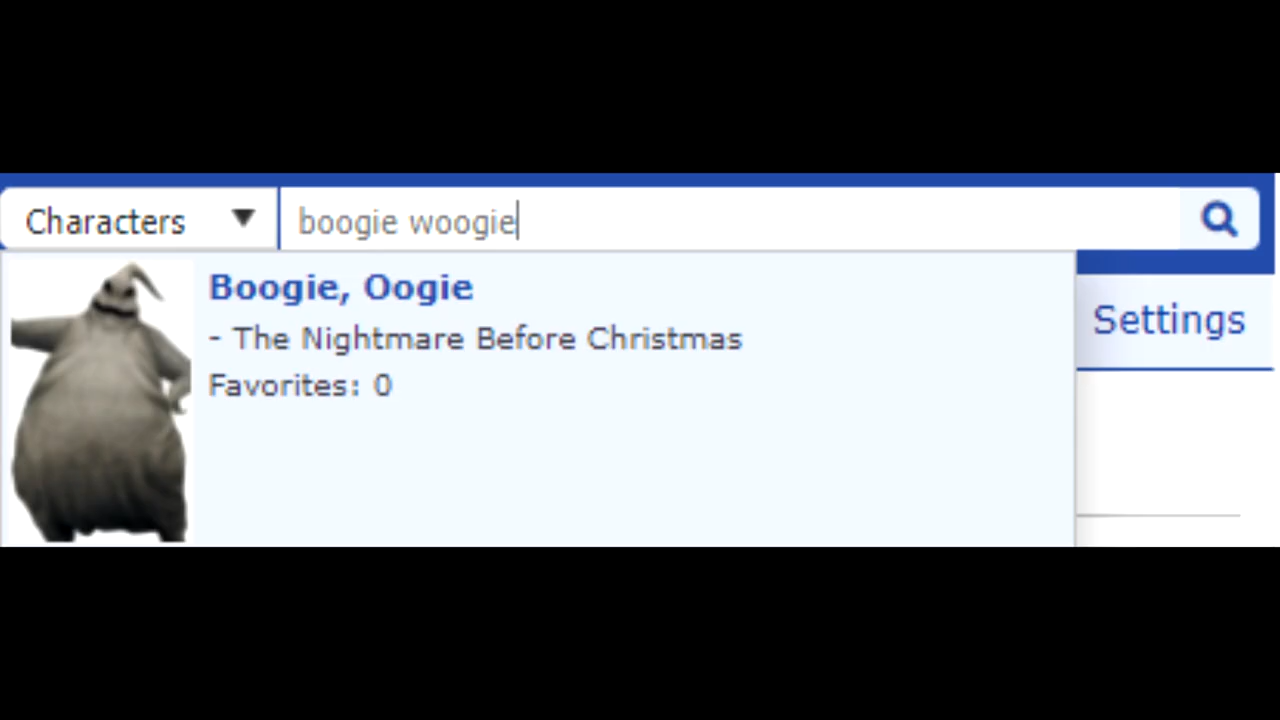 Characters
boogie woogie
Boogie, Oogie
- The Nightmare Before Christmas
Favorites: 0
Settings